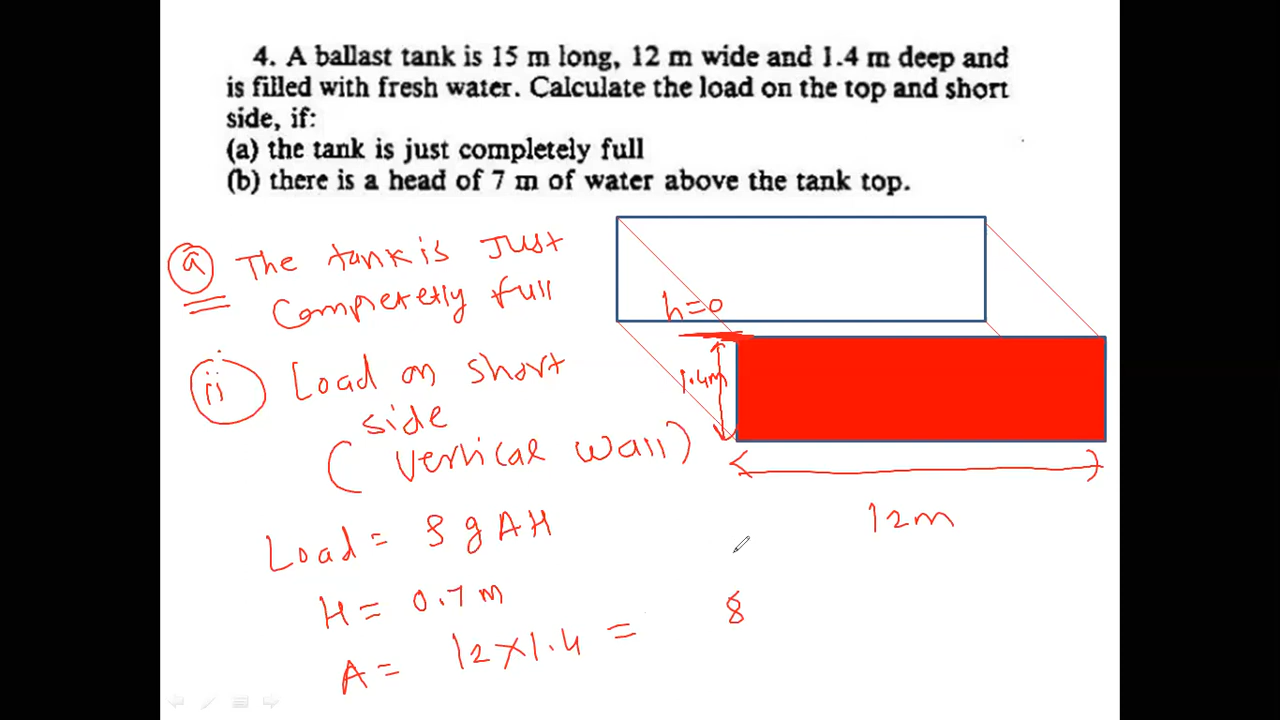 4. A ballast tank is 15 m long, 12 m wide and 1.4 m deep and
is filled with fresh water. Calculate the load on the top and short
side, if:
(a) the tank is just completely full
(b) there is a head of 7 m of water above the tank top.
a The tank is Just
Competetly full
h=0
1.4m
ii Load on short
side
( Vertical wall)
12m
Load = ρ g A H
H = 0.7 m
A = 12 × 1.4 = 8